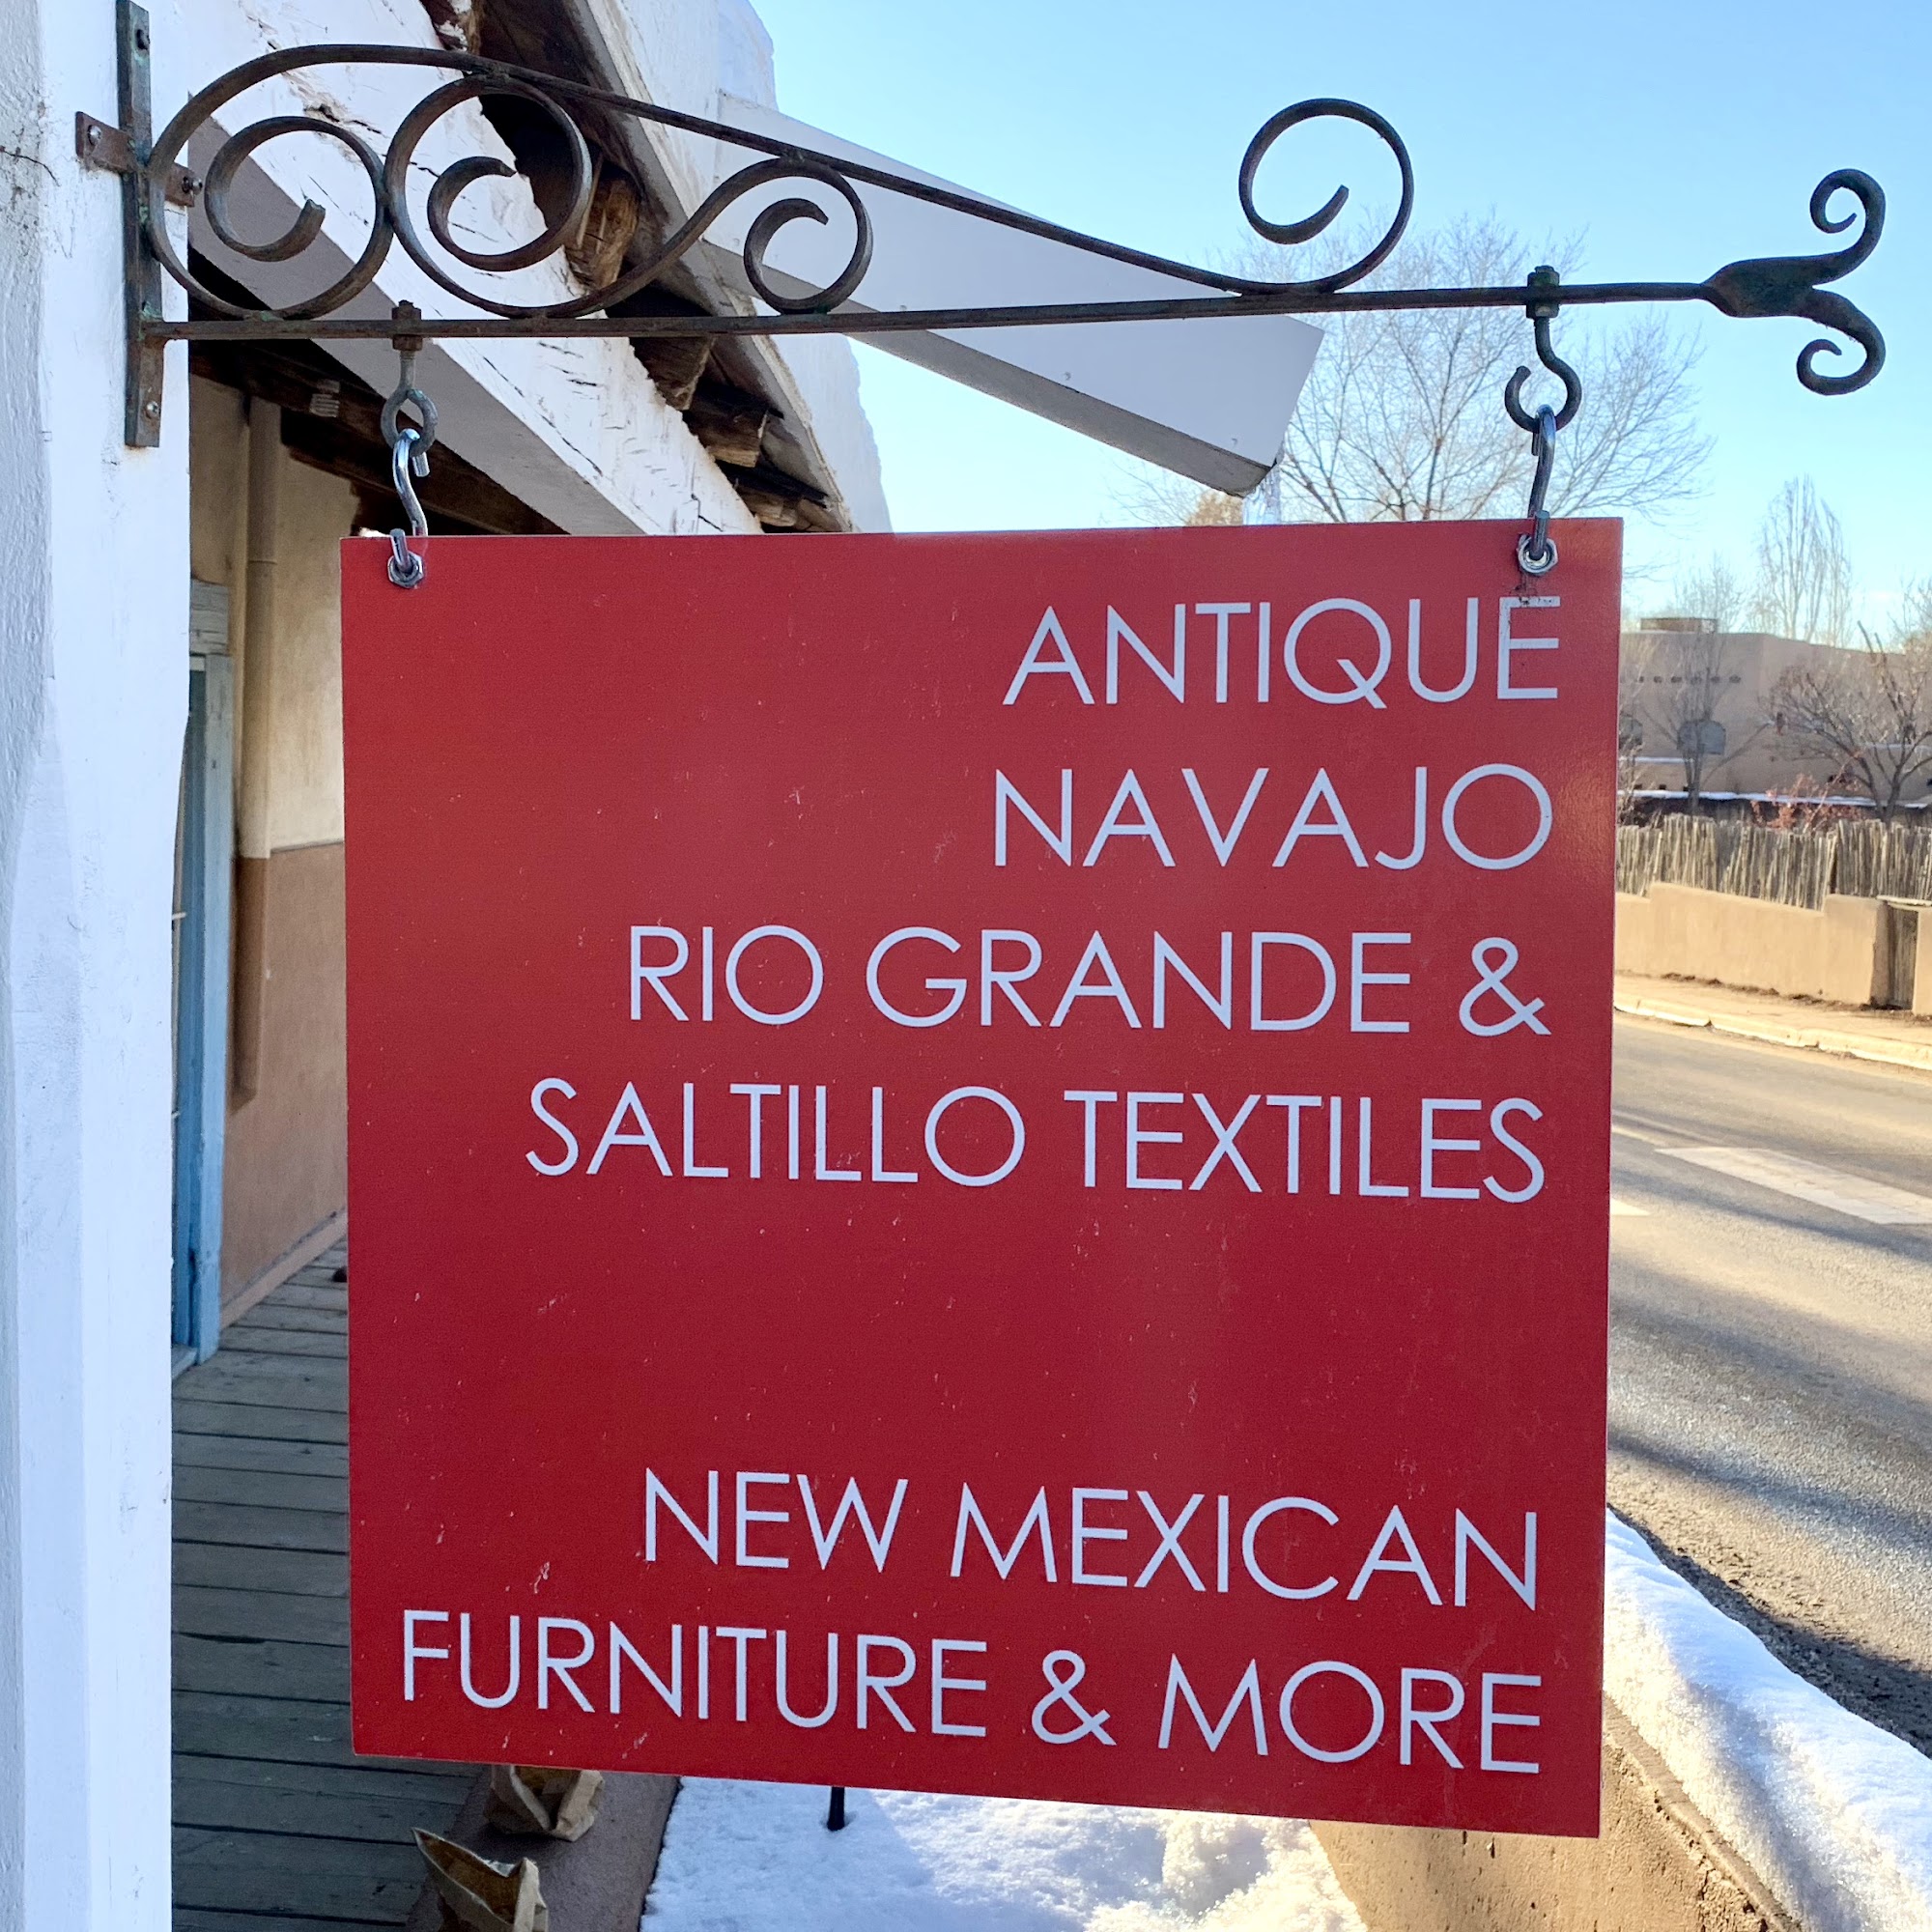 ANTIQUE
NAVAJO
RIO GRANDE &
SALTILLO TEXTILES
NEW MEXICAN
FURNITURE & MORE